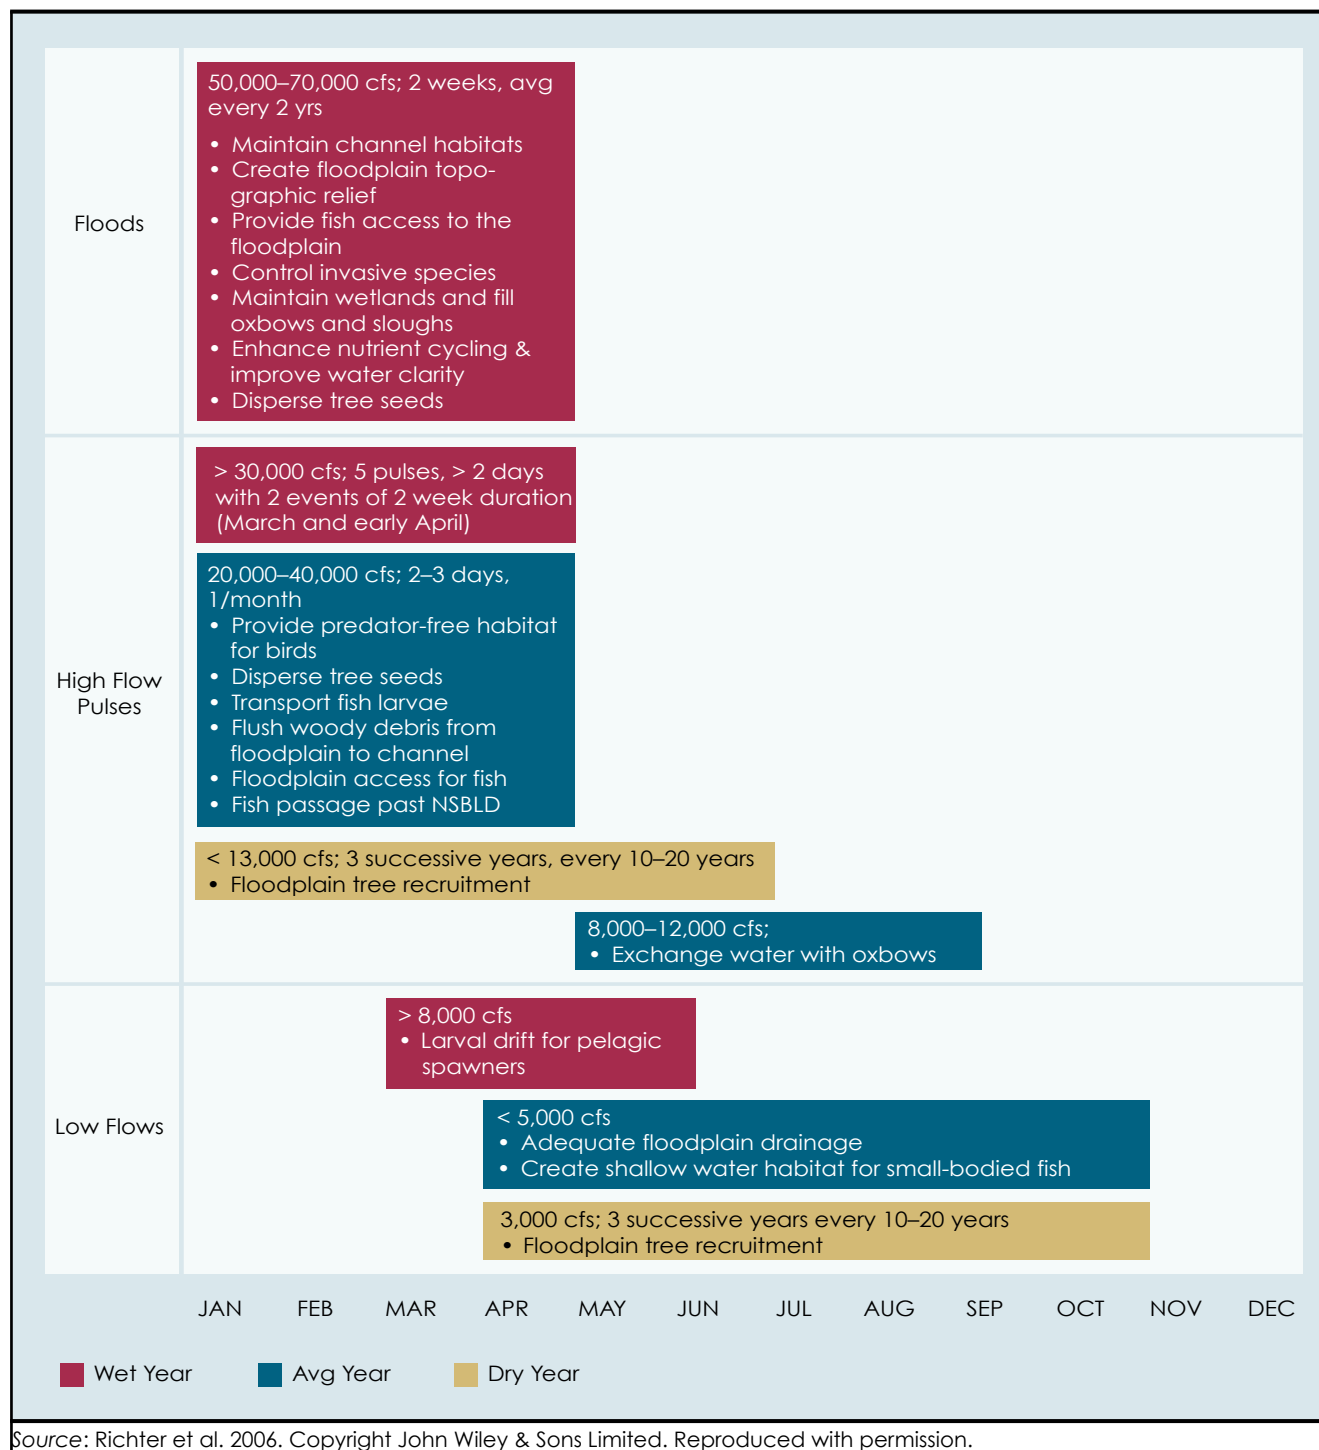 Floods
50,000–70,000 cfs; 2 weeks, avg
every 2 yrs
• Maintain channel habitats
• Create floodplain topo-
graphic relief
• Provide fish access to the
floodplain
• Control invasive species
• Maintain wetlands and fill
oxbows and sloughs
• Enhance nutrient cycling &
improve water clarity
• Disperse tree seeds
High Flow
Pulses
> 30,000 cfs; 5 pulses, > 2 days
with 2 events of 2 week duration
(March and early April)
20,000–40,000 cfs; 2–3 days,
1/month
• Provide predator-free habitat
for birds
• Disperse tree seeds
• Transport fish larvae
• Flush woody debris from
floodplain to channel
• Floodplain access for fish
• Fish passage past NSBLD
< 13,000 cfs; 3 successive years, every 10–20 years
• Floodplain tree recruitment
8,000–12,000 cfs;
• Exchange water with oxbows
Low Flows
> 8,000 cfs
• Larval drift for pelagic
spawners
< 5,000 cfs
• Adequate floodplain drainage
• Create shallow water habitat for small-bodied fish
3,000 cfs; 3 successive years every 10–20 years
• Floodplain tree recruitment
JAN FEB MAR APR MAY JUN JUL AUG SEP OCT NOV DEC
Wet Year Avg Year Dry Year
Source: Richter et al. 2006. Copyright John Wiley & Sons Limited. Reproduced with permission.